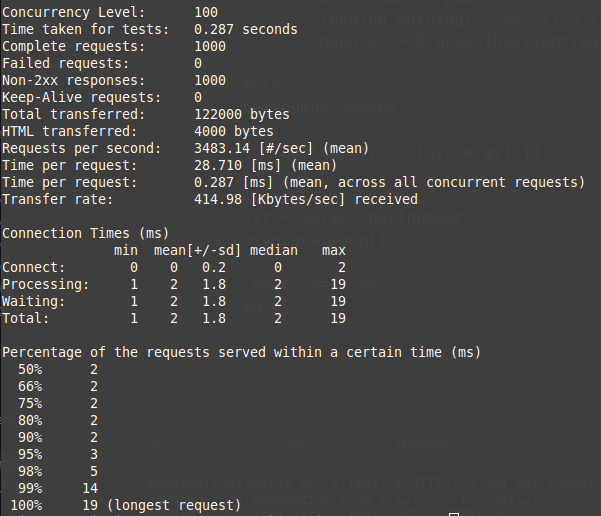 Concurrency Level:      100
Time taken for tests:   0.287 seconds
Complete requests:      1000
Failed requests:        0
Non-2xx responses:      1000
Keep-Alive requests:    0
Total transferred:      122000 bytes
HTML transferred:       4000 bytes
Requests per second:    3483.14 [#/sec] (mean)
Time per request:       28.710 [ms] (mean)
Time per request:       0.287 [ms] (mean, across all concurrent requests)
Transfer rate:          414.98 [Kbytes/sec] received

Connection Times (ms)
              min  mean[+/-sd] median   max
Connect:        0    0   0.2      0       2
Processing:     1    2   1.8      2      19
Waiting:        1    2   1.8      2      19
Total:          1    2   1.8      2      19

Percentage of the requests served within a certain time (ms)
  50%      2
  66%      2
  75%      2
  80%      2
  90%      2
  95%      3
  98%      5
  99%     14
 100%     19 (longest request)